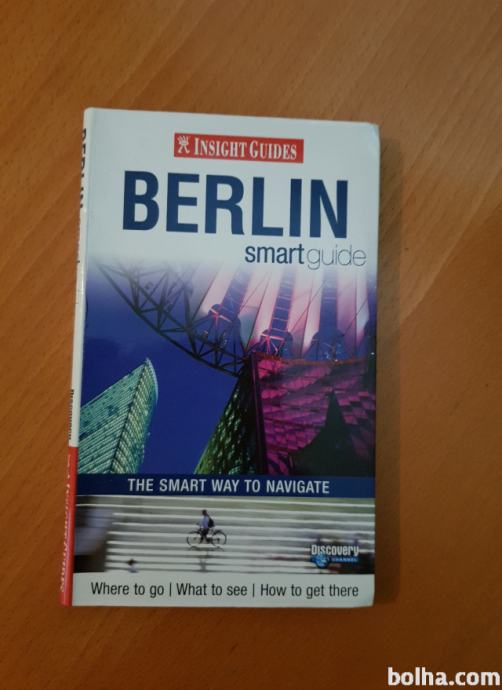 INSIGHT GUIDES
BERLIN
smartguide
THE SMART WAY TO NAVIGATE
Discovery
CHANNEL
Where to go | What to see | How to get there
BERLIN
bolha.com